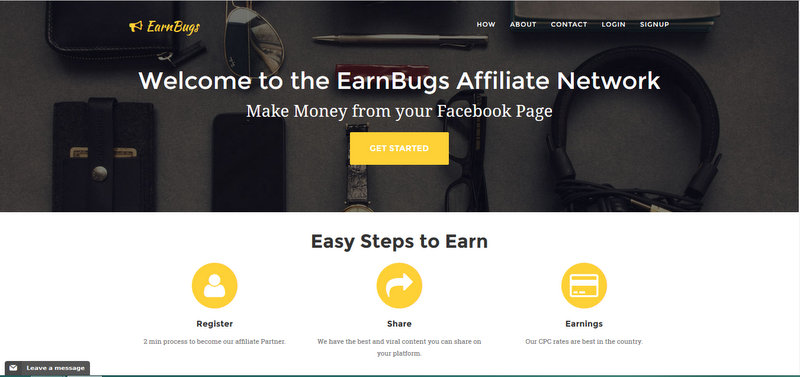 EarnBugs
HOW ABOUT CONTACT LOGIN SIGNUP
Welcome to the EarnBugs Affiliate Network
Make Money from your Facebook Page
GET STARTED
Easy Steps to Earn
Register
2 min process to become our affiliate Partner.
Share
We have the best and viral content you can share on
your platform.
Earnings
Our CPC rates are best in the country.
Leave a message